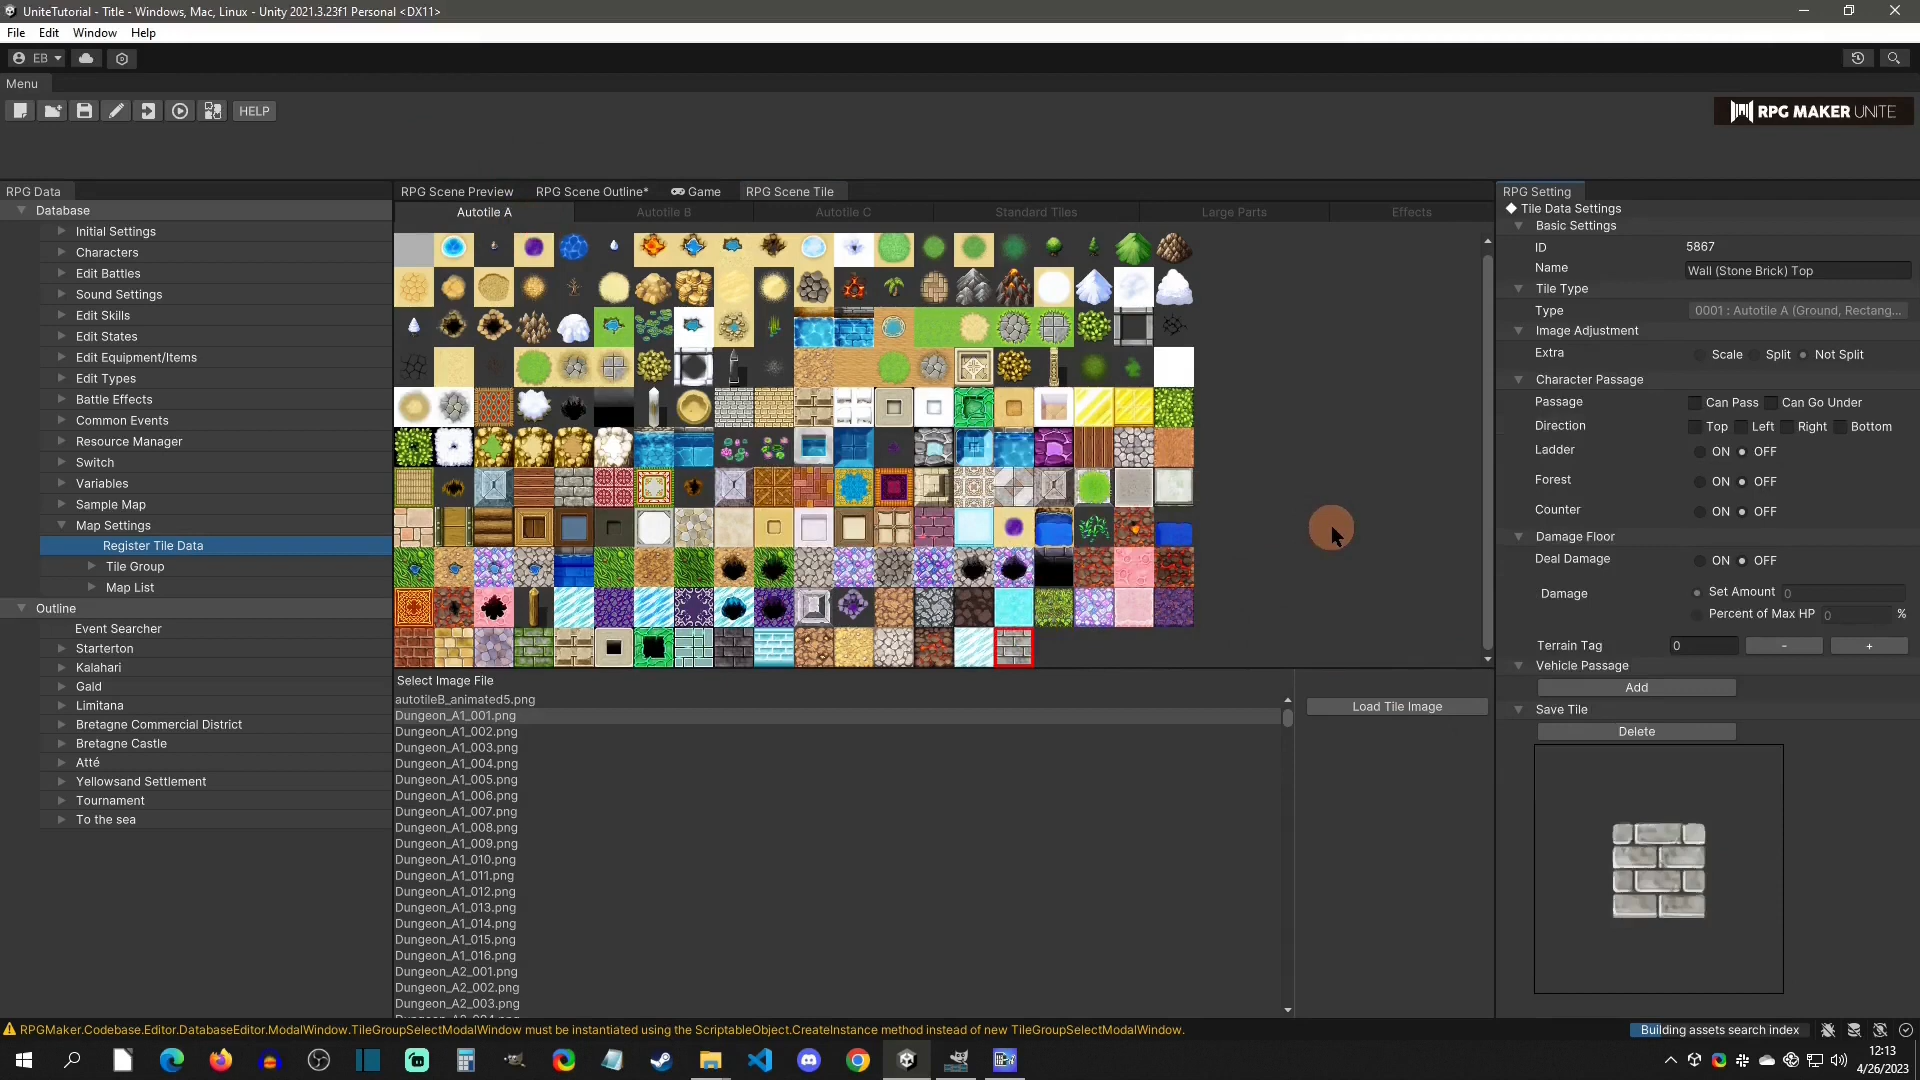 UniteTutorial - Title - Windows, Mac, Linux - Unity 2021.3.23f1 Personal <DX11>
File Edit Window Help
EB
Menu
HELP
RPG MAKER UNITE
RPG Data
Database
Initial Settings
Characters
Edit Battles
Sound Settings
Edit Skills
Edit States
Edit Equipment/Items
Edit Types
Battle Effects
Common Events
Resource Manager
Switch
Variables
Sample Map
Map Settings
Register Tile Data
Tile Group
Map List
Outline
Event Searcher
Starterton
Kalahari
Gald
Limitana
Bretagne Commercial District
Bretagne Castle
Atté
Yellowsand Settlement
Tournament
To the sea
RPG Scene Preview RPG Scene Outline* Game RPG Scene Tile
Autotile A Autotile B Autotile C Standard Tiles Large Parts Effects
Select Image File
autotileB_animated5.png
Dungeon_A1_001.png
Dungeon_A1_002.png
Dungeon_A1_003.png
Dungeon_A1_004.png
Dungeon_A1_005.png
Dungeon_A1_006.png
Dungeon_A1_007.png
Dungeon_A1_008.png
Dungeon_A1_009.png
Dungeon_A1_010.png
Dungeon_A1_011.png
Dungeon_A1_012.png
Dungeon_A1_013.png
Dungeon_A1_014.png
Dungeon_A1_015.png
Dungeon_A1_016.png
Dungeon_A2_001.png
Dungeon_A2_002.png
Dungeon_A2_003.png
Load Tile Image
RPG Setting
Tile Data Settings
Basic Settings
ID 5867
Name Wall (Stone Brick) Top
Tile Type
Type 0001 : Autotile A (Ground, Rectang...
Image Adjustment
Extra Scale Split Not Split
Character Passage
Passage Can Pass Can Go Under
Direction Top Left Right Bottom
Ladder ON OFF
Forest ON OFF
Counter ON OFF
Damage Floor
Deal Damage ON OFF
Damage Set Amount 0
Percent of Max HP 0 %
Terrain Tag 0 - +
Vehicle Passage
Add
Save Tile
Delete
RPGMaker.Codebase.Editor.DatabaseEditor.ModalWindow.TileGroupSelectModalWindow must be instantiated using the ScriptableObject.CreateInstance method instead of new TileGroupSelectModalWindow.
Building assets search index
12:13
4/26/2023